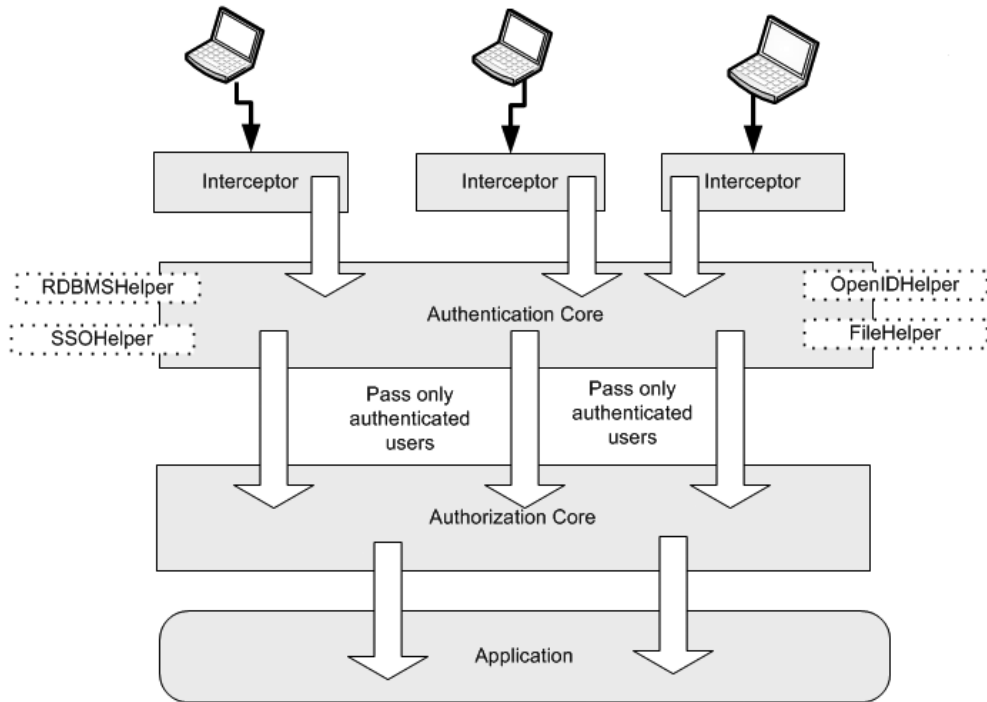 Interceptor
Interceptor
Interceptor
RDBMSHelper
OpenIDHelper
Authentication Core
SSOHelper
FileHelper
Pass only
authenticated
users
Pass only
authenticated
users
Authorization Core
Application